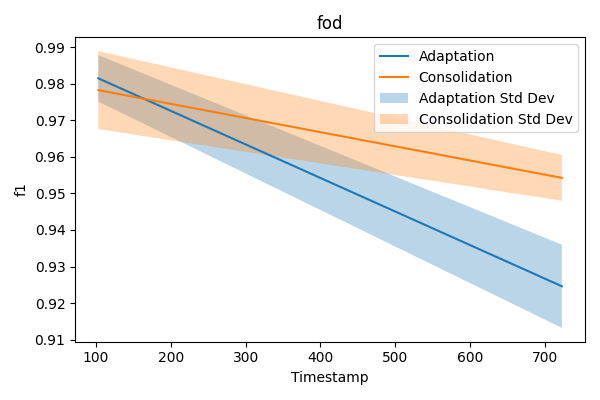 fod
0.99
0.98
0.97
0.96
0.95
0.94
0.93
0.92
0.91
f1
100
200
300
400
500
600
700
Timestamp
Adaptation
Consolidation
Adaptation Std Dev
Consolidation Std Dev